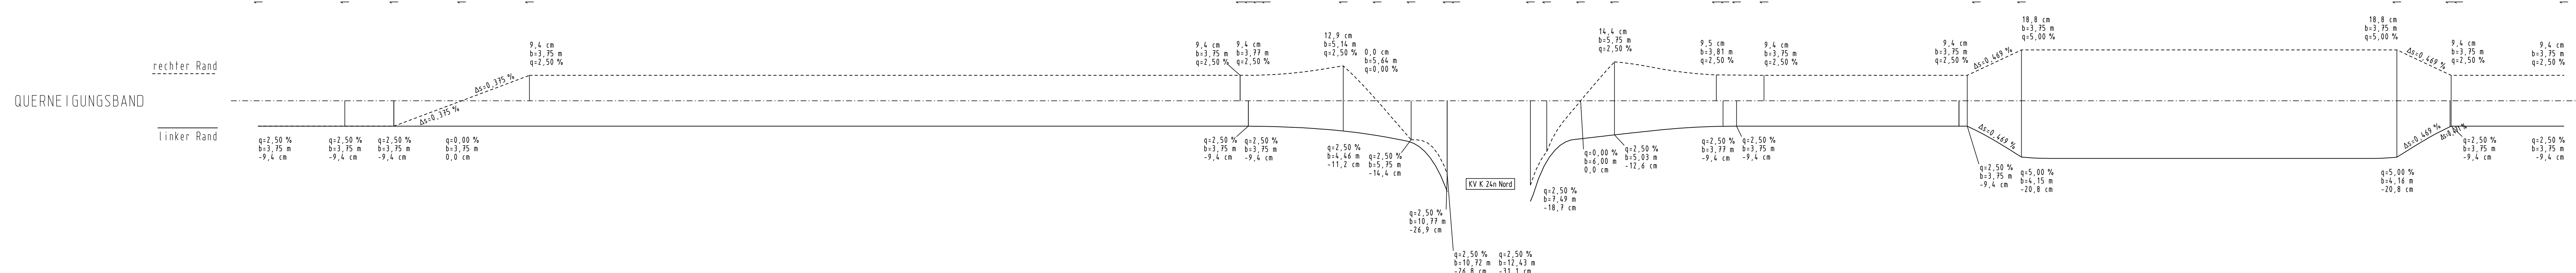 QUERNEIGUNGSBAND
rechter Rand
linker Rand
q=2,50 %
b=3,75 m
-9,4 cm
q=2,50 %
b=3,75 m
-9,4 cm
q=2,50 %
b=3,75 m
-9,4 cm
Δs=0,375 %
Δs=0,375 %
q=0,00 %
b=3,75 m
0,0 cm
9,4 cm
b=3,75 m
q=2,50 %
9,4 cm
b=3,75 m
q=2,50 %
9,4 cm
b=3,77 m
q=2,50 %
q=2,50 %
b=3,75 m
-9,4 cm
q=2,50 %
b=3,75 m
-9,4 cm
12,9 cm
b=5,14 m
q=2,50 %
0,0 cm
b=5,64 m
q=0,00 %
q=2,50 %
b=4,46 m
-11,2 cm
q=2,50 %
b=5,75 m
-14,4 cm
q=2,50 %
b=10,77 m
-26,9 cm
q=2,50 %
b=10,72 m
-26,8 cm
q=2,50 %
b=12,43 m
-31,1 cm
KV K 24n Nord
q=2,50 %
b=7,49 m
-18,7 cm
q=0,00 %
b=6,00 m
0,0 cm
14,4 cm
b=5,75 m
q=2,50 %
q=2,50 %
b=5,03 m
-12,6 cm
9,5 cm
b=3,81 m
q=2,50 %
q=2,50 %
b=3,77 m
-9,4 cm
q=2,50 %
b=3,75 m
-9,4 cm
9,4 cm
b=3,75 m
q=2,50 %
9,4 cm
b=3,75 m
q=2,50 %
Δs=0,469 %
Δs=0,469 %
q=2,50 %
b=3,75 m
-9,4 cm
18,8 cm
b=3,75 m
q=5,00 %
q=5,00 %
b=4,15 m
-20,8 cm
18,8 cm
b=3,75 m
q=5,00 %
q=5,00 %
b=4,16 m
-20,8 cm
Δs=0,469 %
Δs=0,469 %
9,4 cm
b=3,75 m
q=2,50 %
q=2,50 %
b=3,75 m
-9,4 cm
9,4 cm
b=3,75 m
q=2,50 %
q=2,50 %
b=3,75 m
-9,4 cm